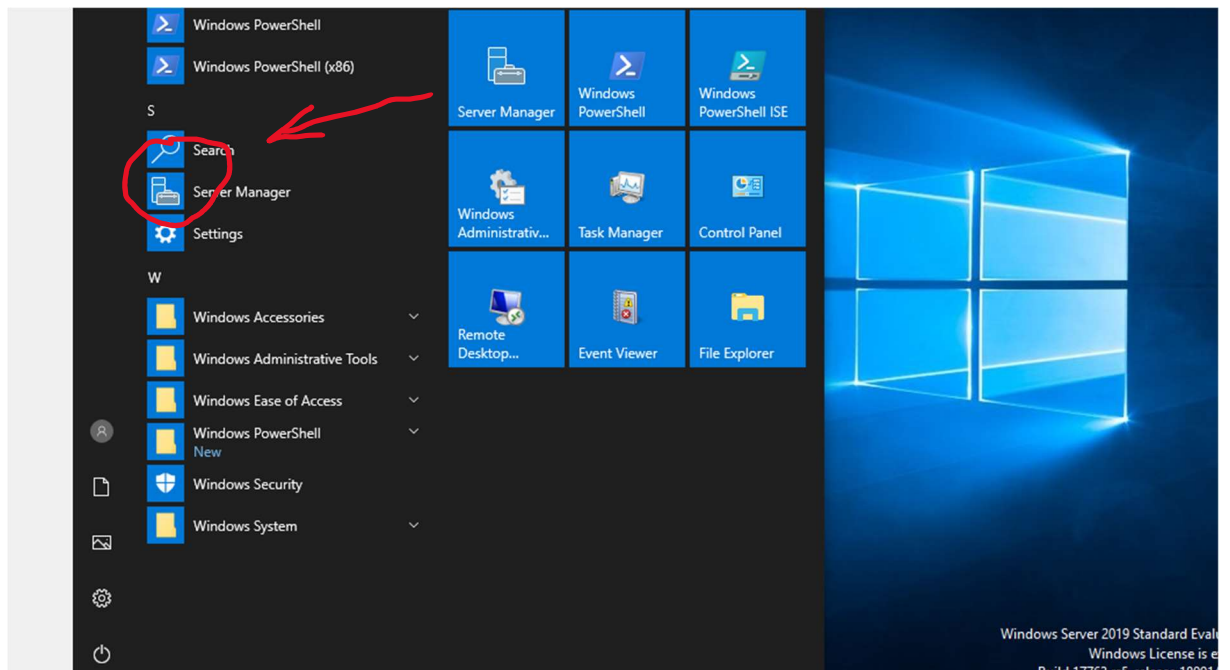 Windows PowerShell
Windows PowerShell (x86)
S
Search
Server Manager
Settings
W
Windows Accessories
Windows Administrative Tools
Windows Ease of Access
Windows PowerShell
New
Windows Security
Windows System
Server Manager
Windows
PowerShell
Windows
PowerShell ISE
Windows
Administrativ...
Task Manager
Control Panel
Remote
Desktop...
Event Viewer
File Explorer
Windows Server 2019 Standard Evalu
Windows License is e